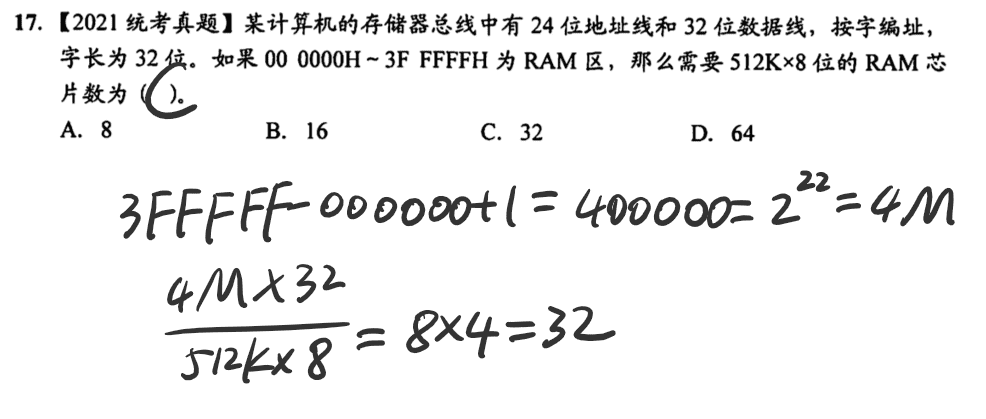 17.【2021 统考真题】某计算机的存储器总线中有 24 位地址线和 32 位数据线，按字编址，
字长为 32 位。如果 00 0000H ~ 3F FFFFH 为 RAM 区，那么需要 512K×8 位的 RAM 芯
片数为（C）。
A. 8 B. 16 C. 32 D. 64
3FFFFF-000000+1=400000=2^22=4M
4M×32
512K×8 =8×4=32